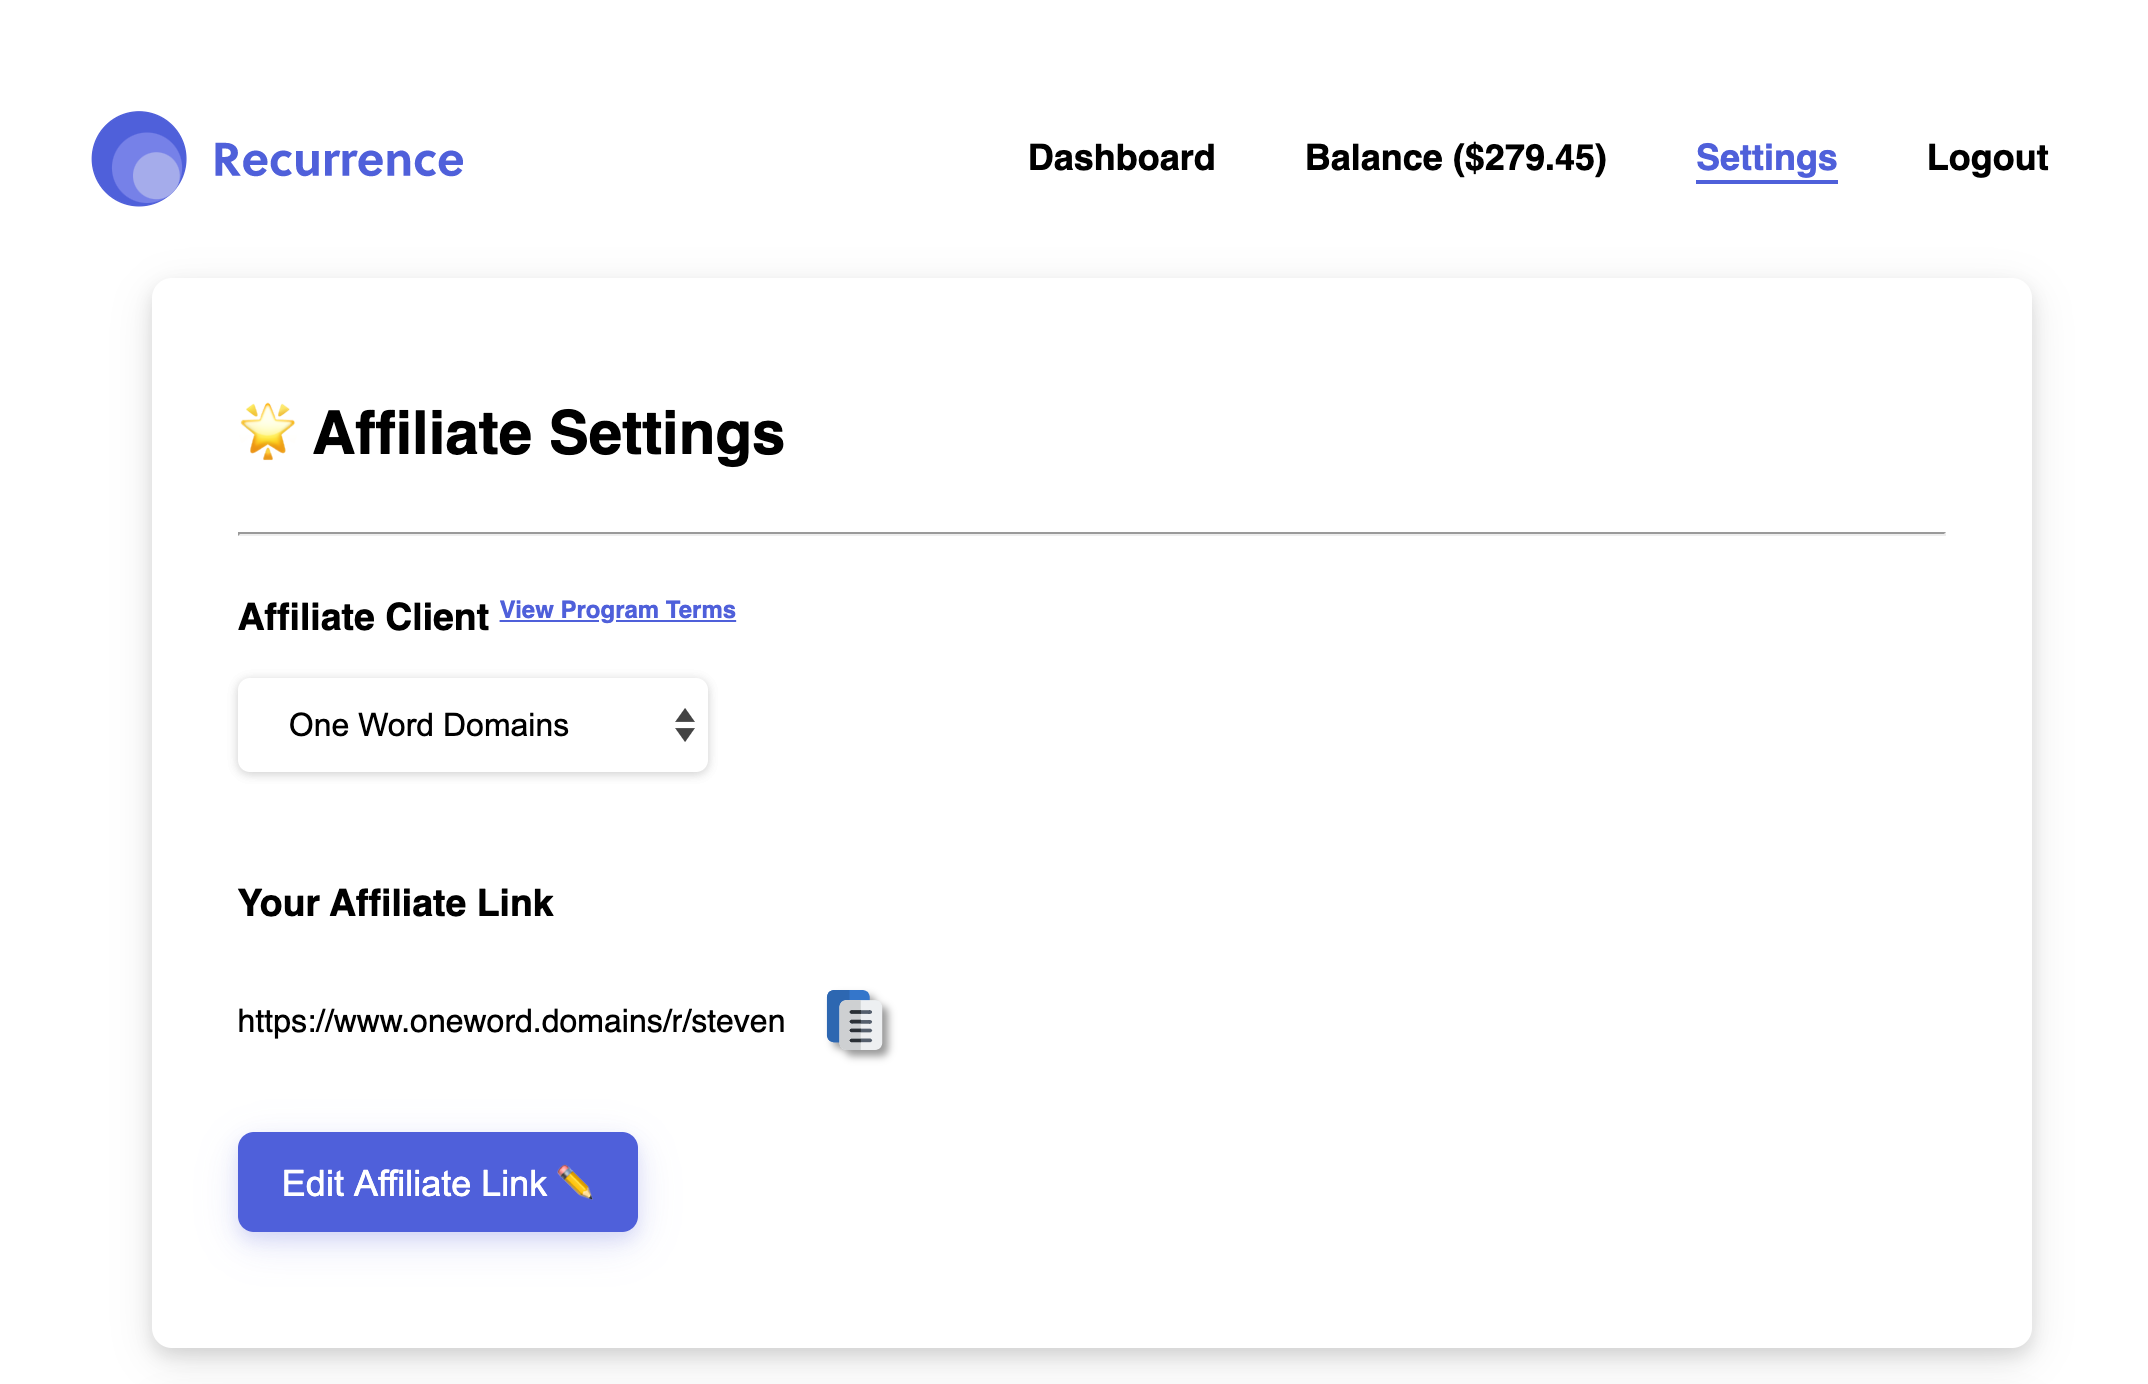 Recurrence
Dashboard
Balance ($279.45)
Settings
Logout
🌟 Affiliate Settings
Affiliate Client View Program Terms
One Word Domains
Your Affiliate Link
https://www.oneword.domains/r/steven
Edit Affiliate Link ✏️